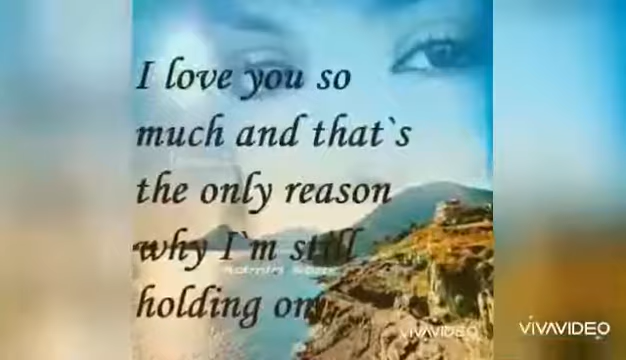 I love you so
much and that`s
the only reason
why I`m still
holding on
VIVAVIDEO
VIVAVIDEO